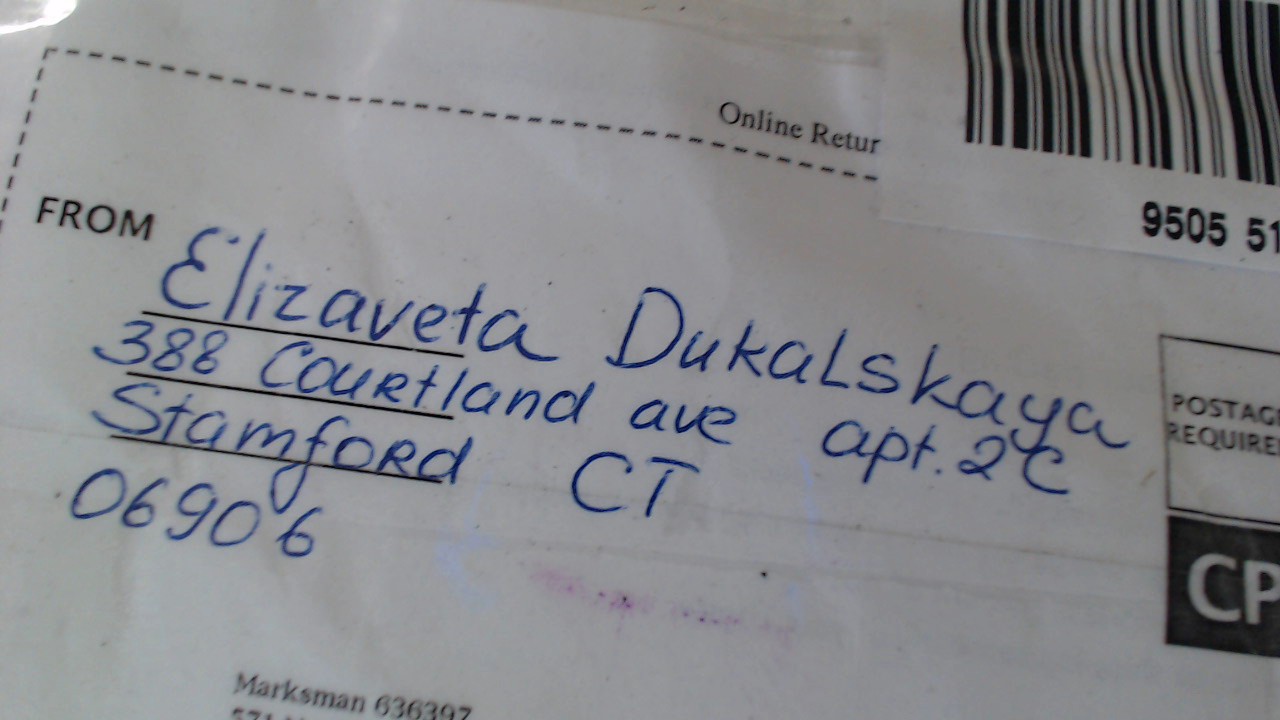 Online Retur
9505 51
FROM
Elizaveta Dukalskaya
388 Courtland ave apt. 2C
Stamford CT
06906
POSTAG
REQUIRE
CP
Marksman 636397